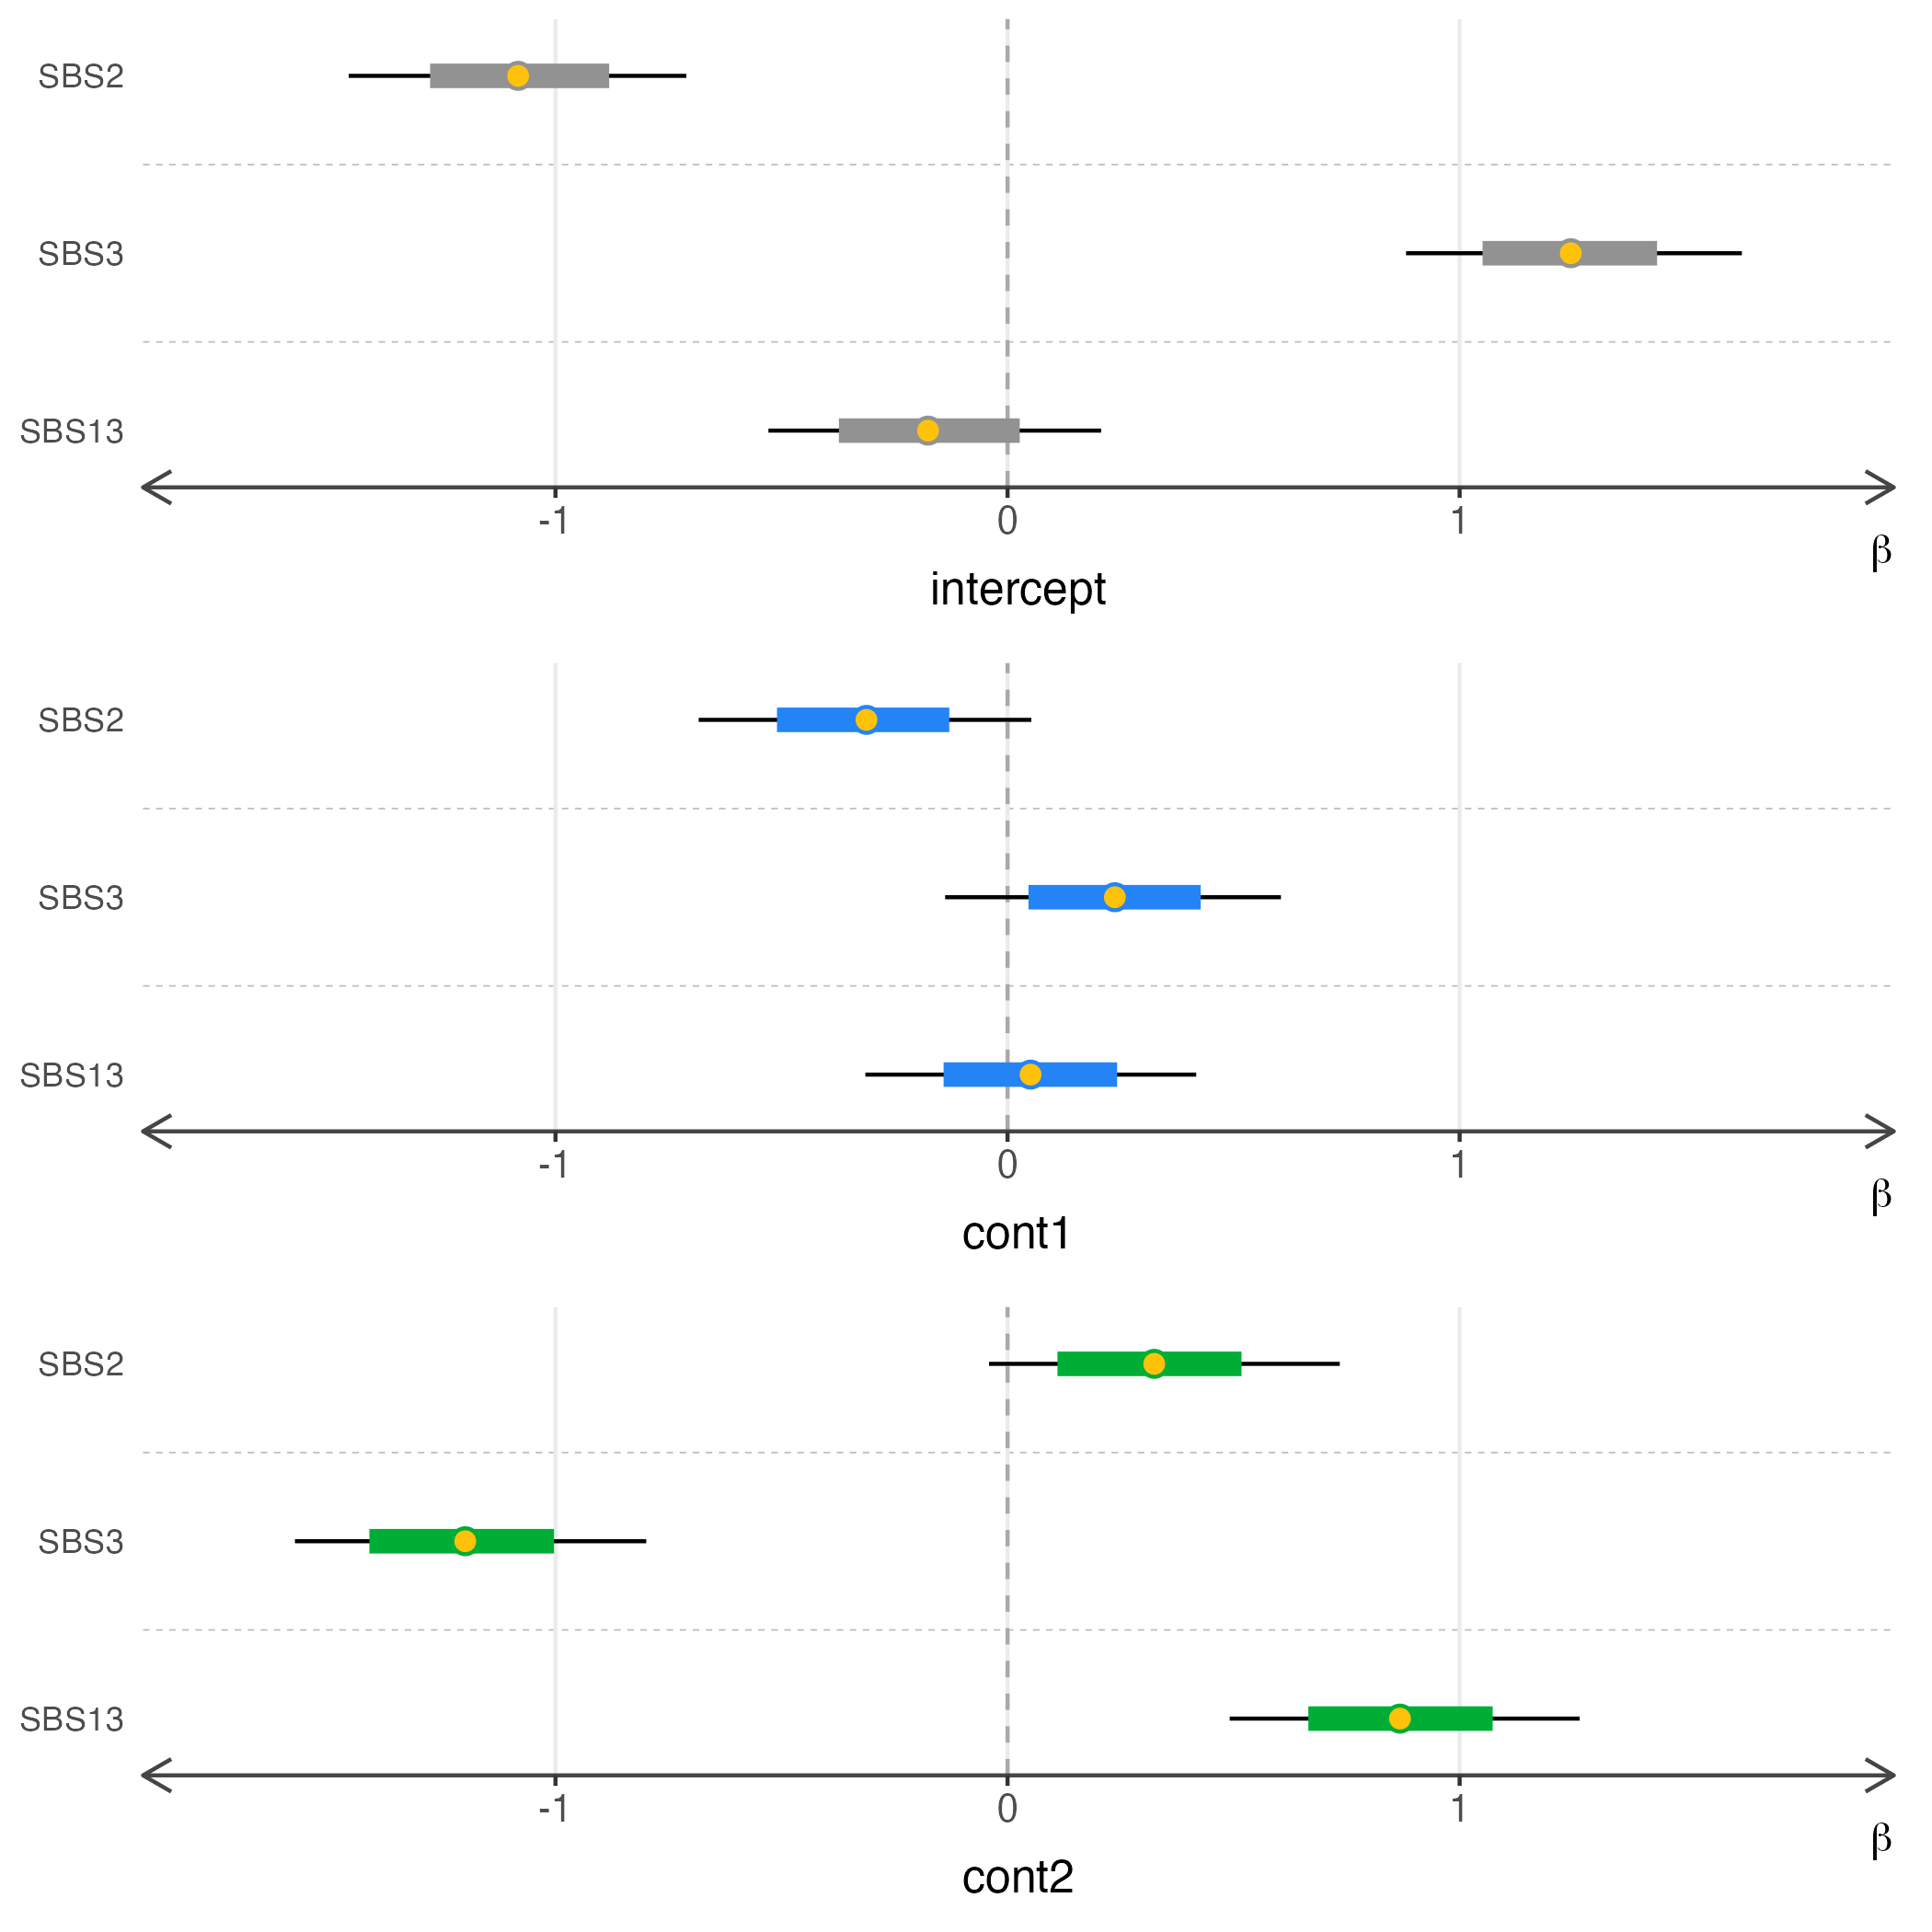 SBS2
SBS3
SBS13
-1 0 1
β
intercept
SBS2
SBS3
SBS13
-1 0 1
β
cont1
SBS2
SBS3
SBS13
-1 0 1
β
cont2